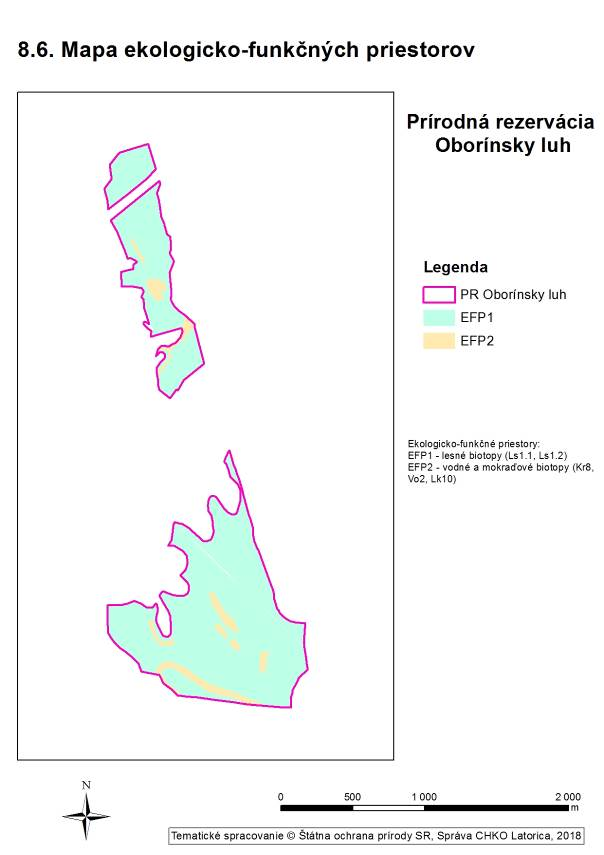 8.6. Mapa ekologicko-funkčných priestorov
Prírodná rezervácia
Oborínsky luh
Legenda
PR Oborínsky luh
EFP1
EFP2
Ekologicko-funkčné priestory:
EFP1 - lesné biotopy (Ls1.1, Ls1.2)
EFP2 - vodné a mokraďové biotopy (Kr8,
Vo2, Lk10)
N
0 500 1 000 2 000
m
Tematické spracovanie © Štátna ochrana prírody SR, Správa CHKO Latorica, 2018